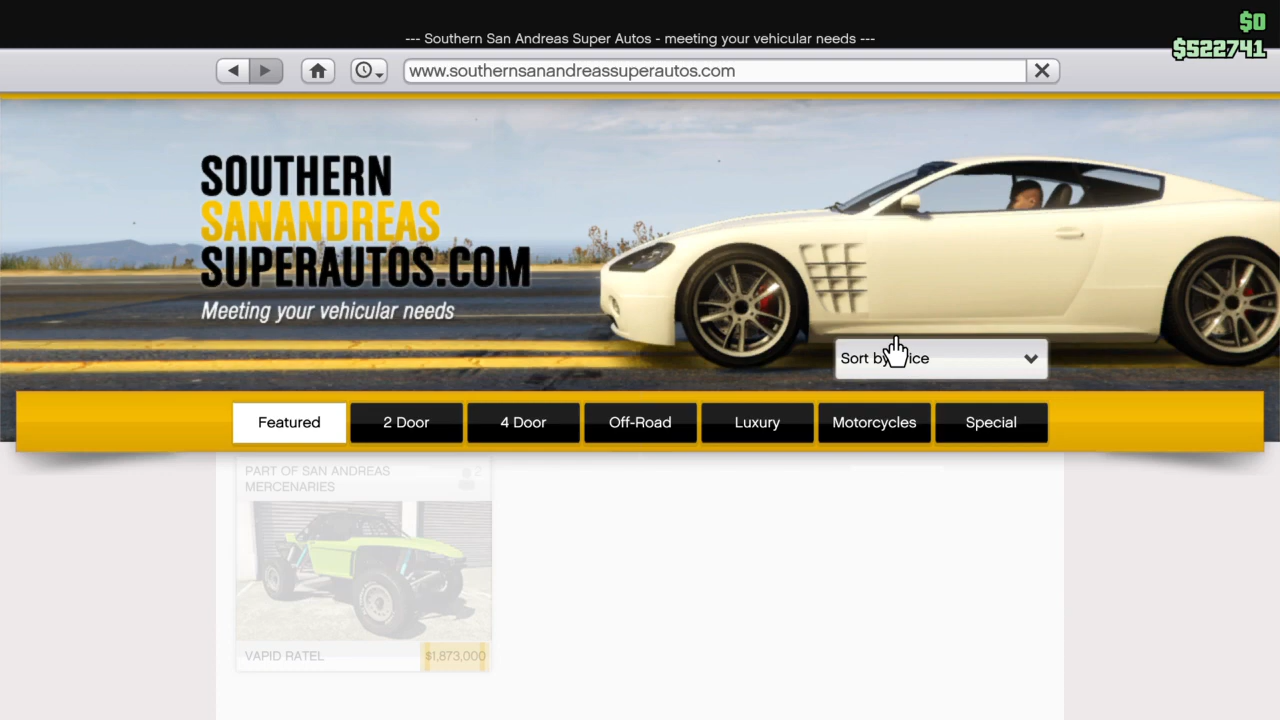 $0
--- Southern San Andreas Super Autos - meeting your vehicular needs ---
$522741
www.southernsanandreassuperautos.com
SOUTHERN
SANANDREAS
SUPERAUTOS.COM
Meeting your vehicular needs
Sort by
Featured
2 Door
4 Door
Off-Road
Luxury
Motorcycles
Special
PART OF SAN ANDREAS
MERCENARIES
2
VAPID RATEL
$1,873,000